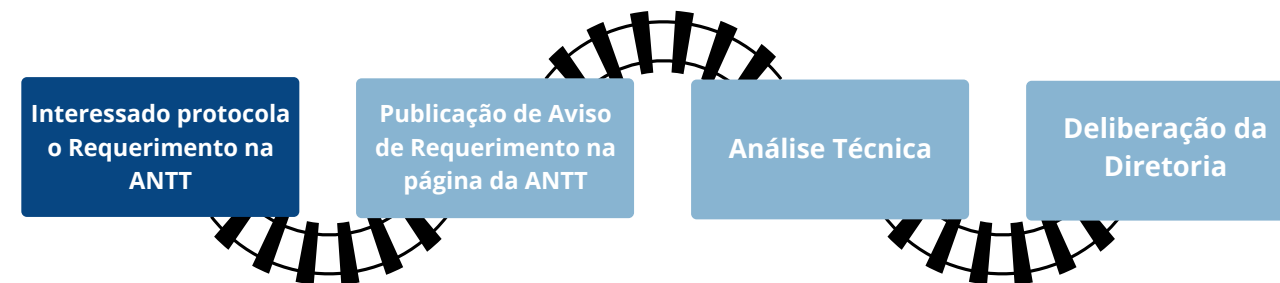 Interessado protocola
o Requerimento na
ANTT
Publicação de Aviso
de Requerimento na
página da ANTT
Análise Técnica
Deliberação da
Diretoria